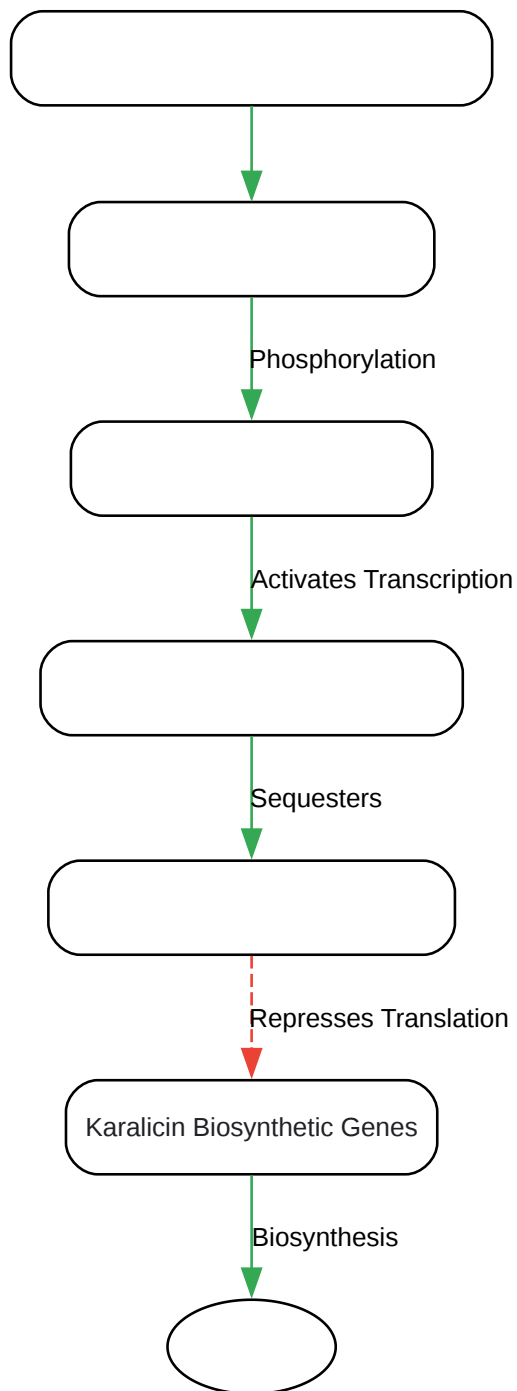 Phosphorylation
Activates Transcription
Sequesters
Represses Translation
Karalicin Biosynthetic Genes
Biosynthesis